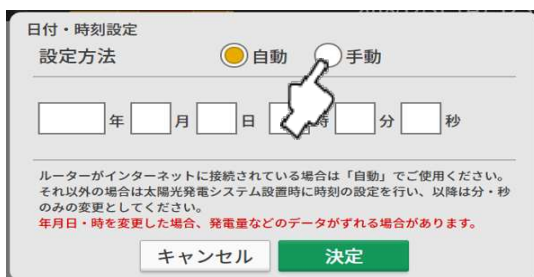 日付・時刻設定
設定方法 自動 手動
年 月 日 時 分 秒
ルーターがインターネットに接続されている場合は「自動」でご使用ください。
それ以外の場合は太陽光発電システム設置時に時刻の設定を行い、以降は分・秒
のみの変更としてください。
年月日・時を変更した場合、発電量などのデータがずれる場合があります。
キャンセル 決定